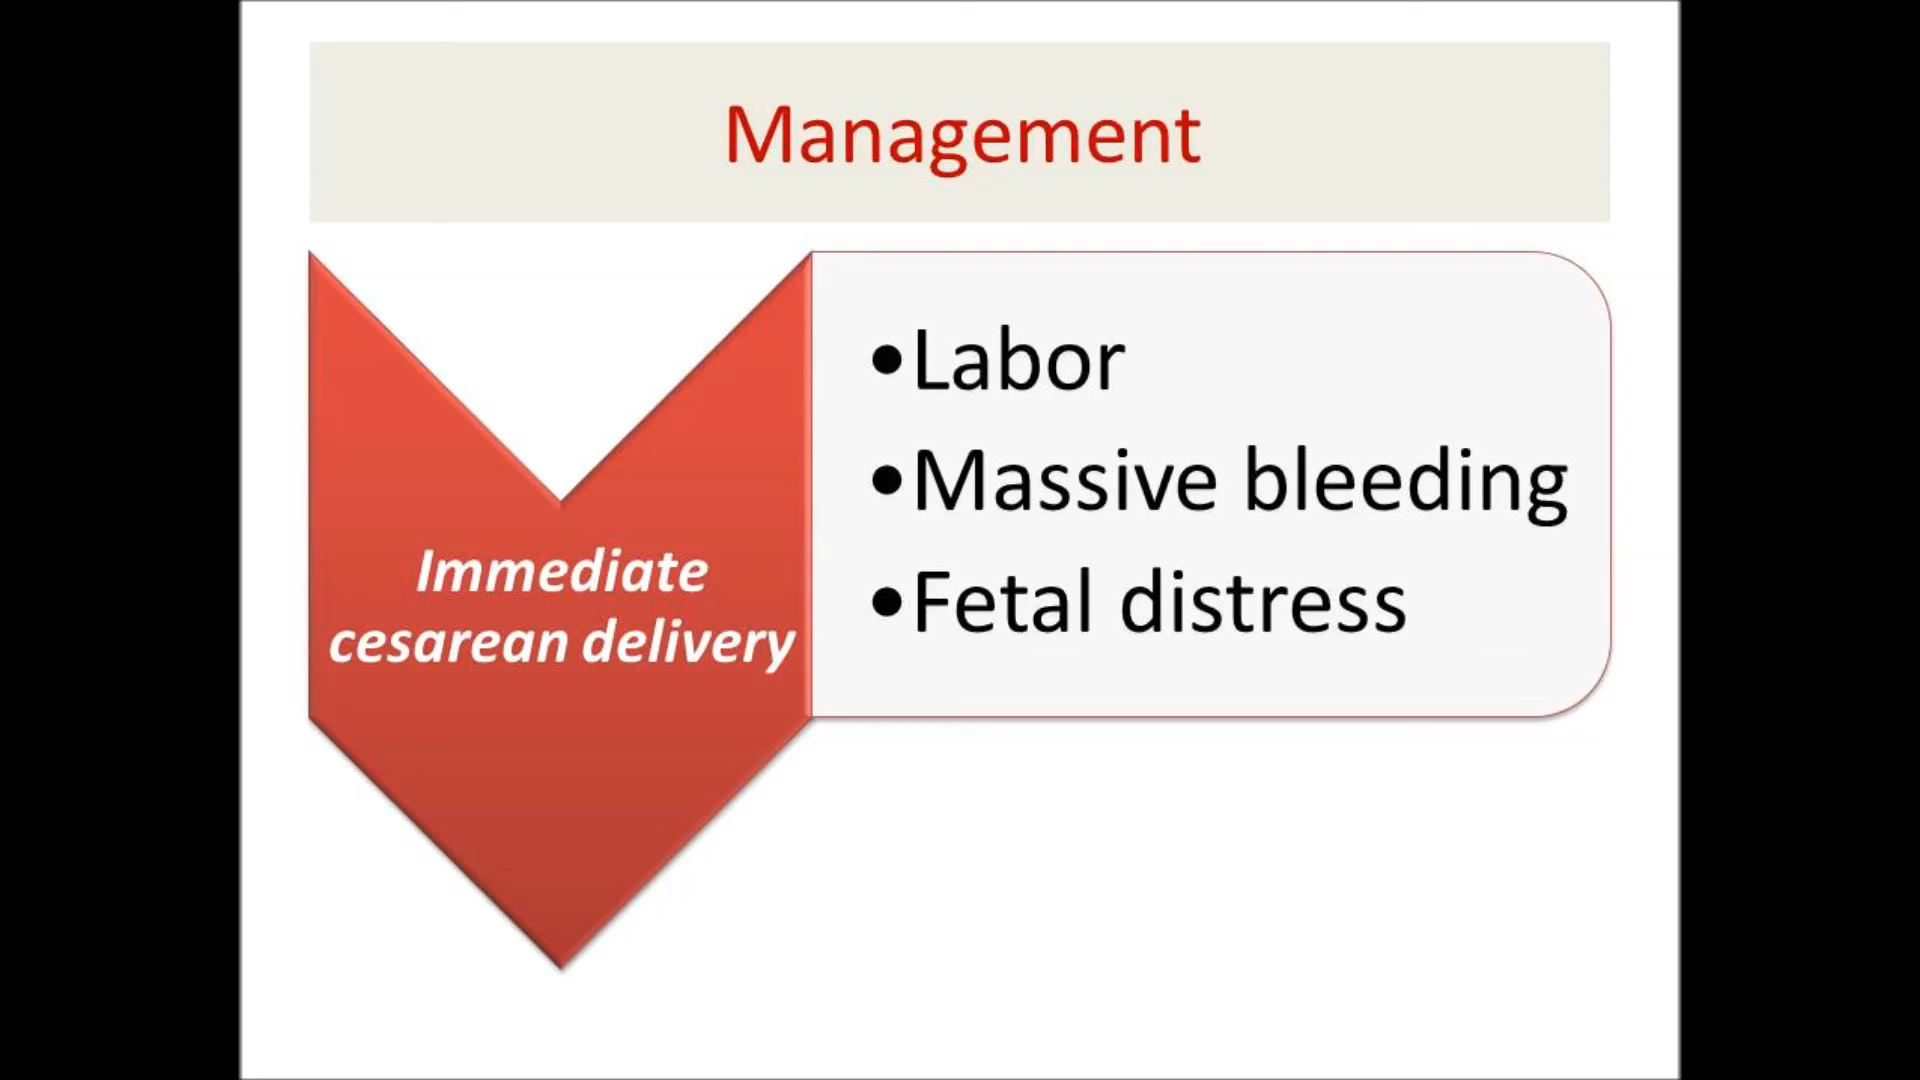 Management
Immediate
cesarean delivery
•Labor
•Massive bleeding
•Fetal distress